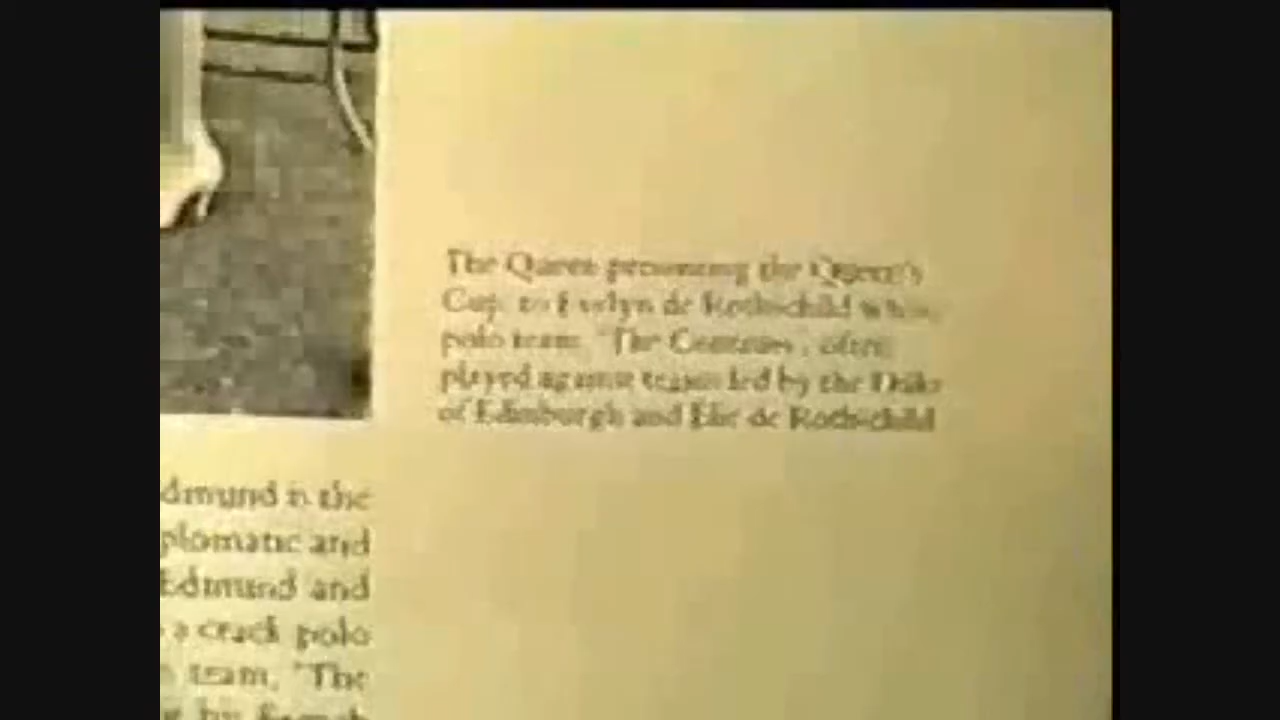 The Queen presenting the Queen's
Cup to Evelyn de Rothschild whose
polo team, "The Centaurs", often
played against teams led by the Duke
of Edinburgh and Elie de Rothschild
dmund is the
plomatic and
Edmund and
a crack polo
team, "The
by French